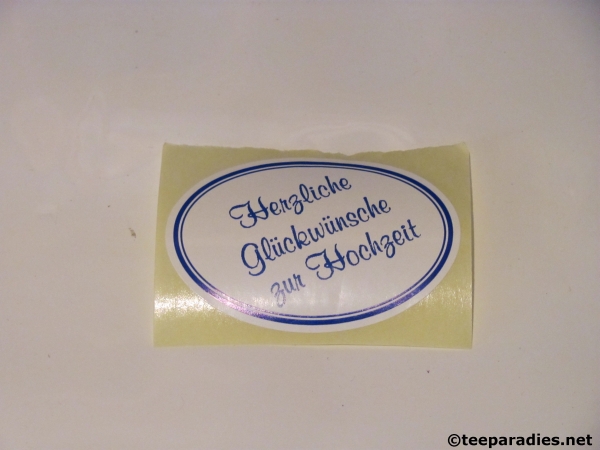 Herzliche
Glückwünsche
zur Hochzeit
©teeparadies.net